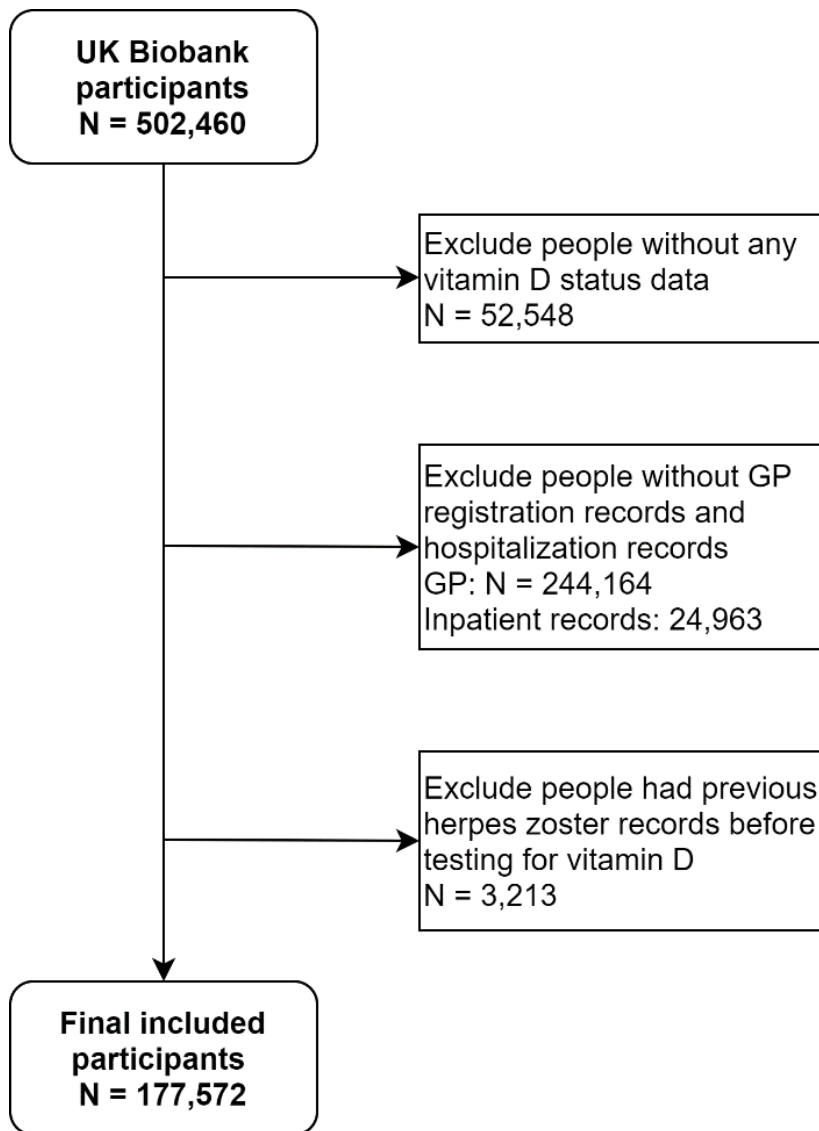 UK Biobank
participants
N = 502,460
Exclude people without any
vitamin D status data
N = 52,548
Exclude people without GP
registration records and
hospitalization records
GP: N = 244,164
Inpatient records: 24,963
Exclude people had previous
herpes zoster records before
testing for vitamin D
N = 3,213
Final included
participants
N = 177,572